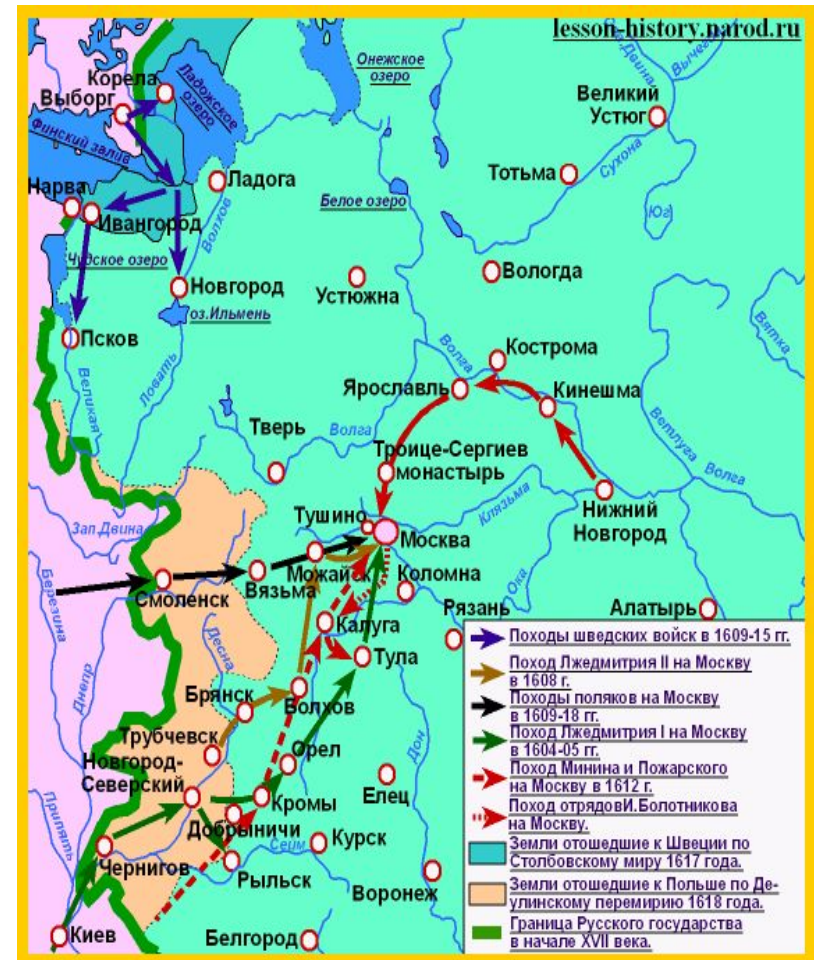 lesson-history.narod.ru
Сев.Двина
Вычегда
Онежское
озеро
Корела
Выборг
Ладожское
озеро
Финский залив
Великий
Устюг
Сухона
Тотьма
Юг
Нарва
Ивангород
Ладога
Волхов
Белое озеро
Чудское озеро
Новгород
оз.Ильмень
Устюжна
Вологда
Псков
Великая
Ловать
Вятка
Кострома
Волга
Ярославль
Кинешма
Ветлуга
Волга
Тверь
Волга
Троице-Сергиев
монастырь
Нижний
Новгород
Клязьма
Тушино
Москва
Зап.Двина
Можайск
Вязьма
Смоленск
Коломна
Ока
Березина
Рязань
Алатырь
Калуга
Десна
Днепр
Тула
Брянск
Волхов
Трубчевск
Новгород-
Северский
Орел
Дон
Кромы
Елец
Добрыничи
Припять
Чернигов
Сейм
Курск
Рыльск
Воронеж
Киев
Белгород
Походы шведских войск в 1609-15 гг.
Поход Лжедмитрия II на Москву
в 1608 г.
Походы поляков на Москву
в 1609-18 гг.
Поход Лжедмитрия I на Москву
в 1604-05 гг.
Поход Минина и Пожарского
на Москву в 1612 г.
Поход отрядовИ.Болотникова
на Москву.
Земли отошедшие к Швеции по
Столбовскому миру 1617 года.
Земли отошедшие к Польше по Де-
улинскому перемирию 1618 года.
Граница Русского государства
в начале XVII века.